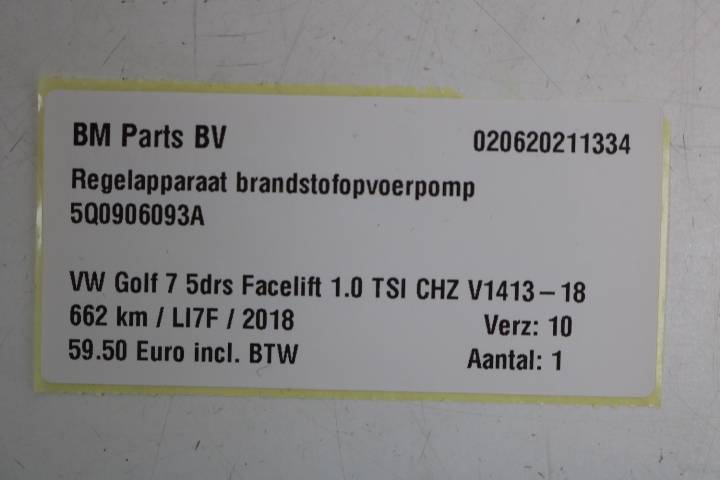 BM Parts BV 020620211334
Regelapparaat brandstofopvoerpomp
5Q0906093A
VW Golf 7 5drs Facelift 1.0 TSI CHZ V1413-18
662 km / LI7F / 2018 Verz: 10
59.50 Euro incl. BTW Aantal: 1